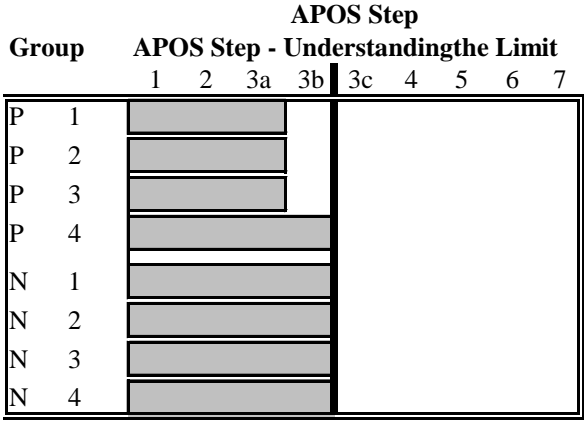 APOS Step
Group APOS Step - Understandingthe Limit
1 2 3a 3b 3c 4 5 6 7
P 1
P 2
P 3
P 4
N 1
N 2
N 3
N 4